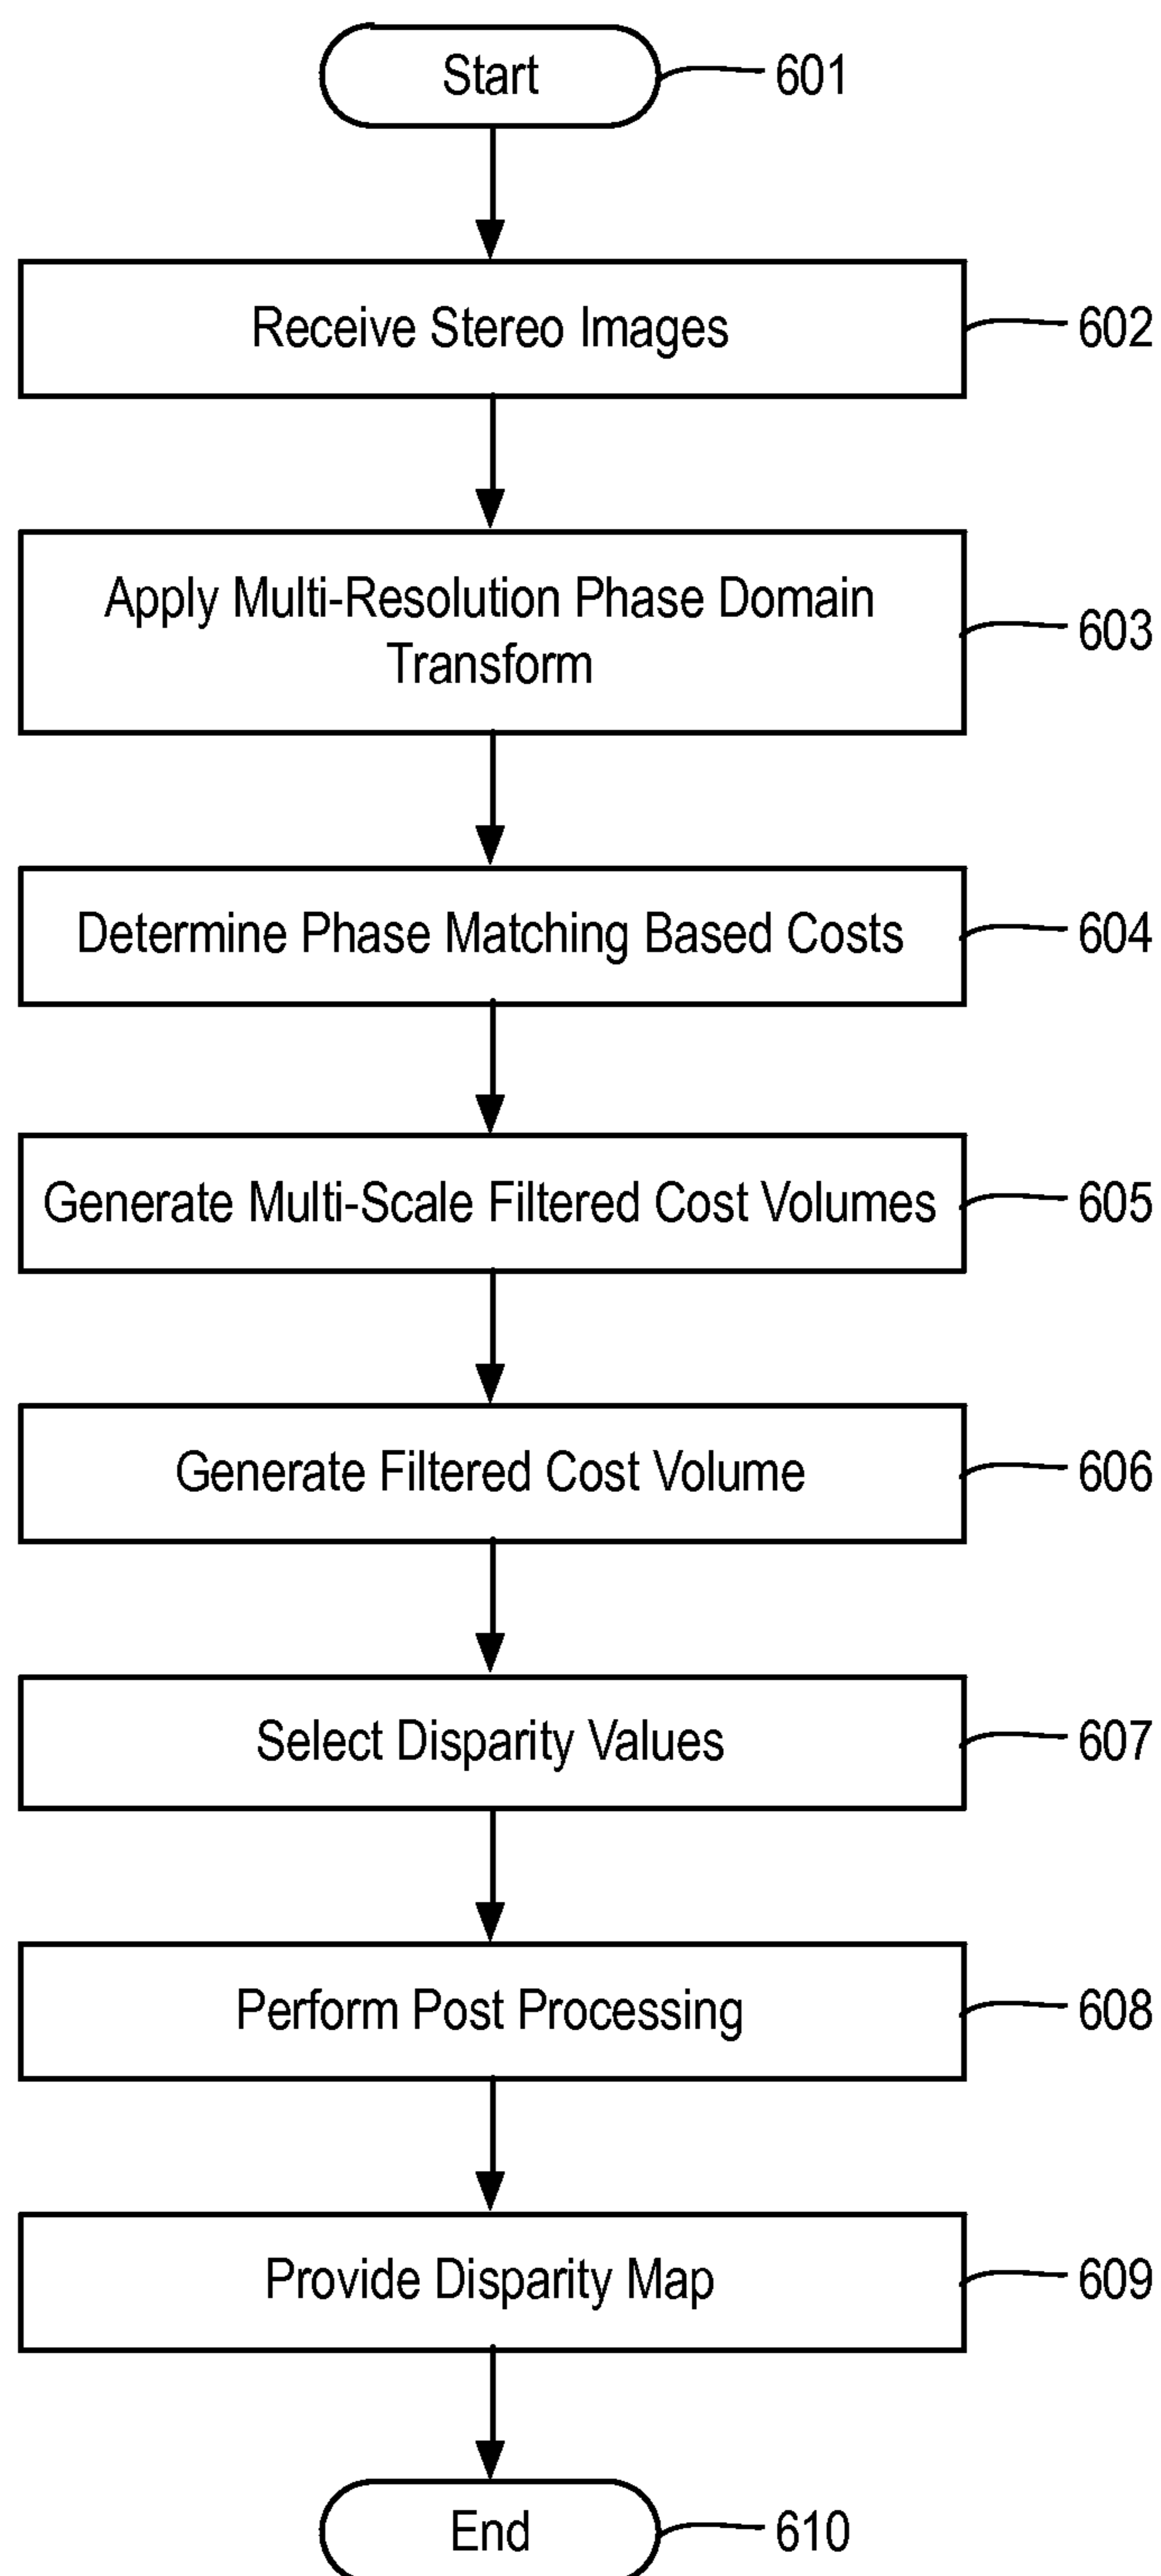 Start
601
Receive Stereo Images
602
Apply Multi-Resolution Phase Domain
Transform
603
Determine Phase Matching Based Costs
604
Generate Multi-Scale Filtered Cost Volumes
605
Generate Filtered Cost Volume
606
Select Disparity Values
607
Perform Post Processing
608
Provide Disparity Map
609
End
610